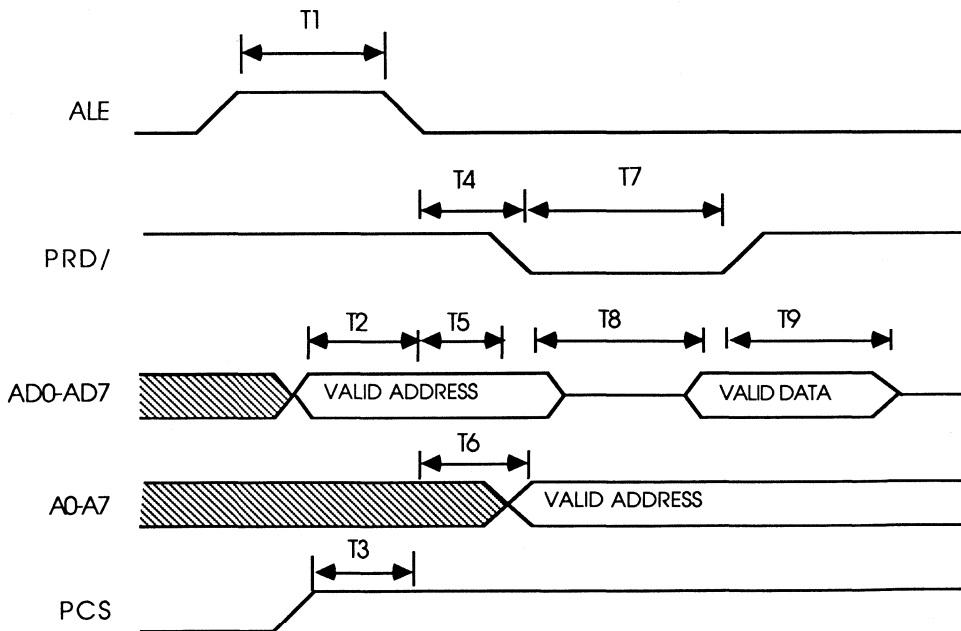 T1
ALE
T4 T7
PRD/
T2 T5 T8 T9
AD0-AD7 VALID ADDRESS VALID DATA
T6
A0-A7 VALID ADDRESS
T3
PCS